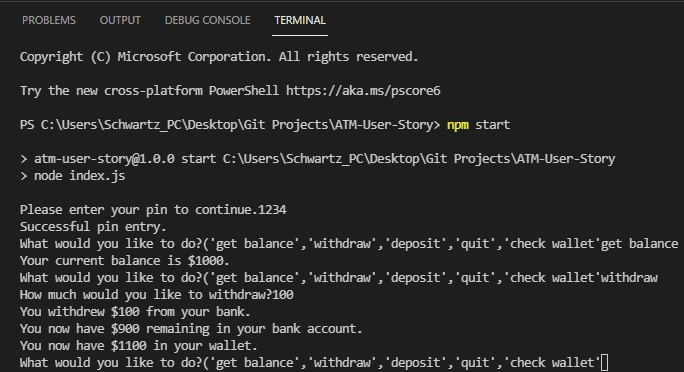 PROBLEMS OUTPUT DEBUG CONSOLE TERMINAL
Copyright (C) Microsoft Corporation. All rights reserved.
Try the new cross-platform PowerShell https://aka.ms/pscore6
PS C:\Users\Schwartz_PC\Desktop\Git Projects\ATM-User-Story> npm start
> atm-user-story@1.0.0 start C:\Users\Schwartz_PC\Desktop\Git Projects\ATM-User-Story
> node index.js
Please enter your pin to continue.1234
Successful pin entry.
What would you like to do?('get balance','withdraw','deposit','quit','check wallet'get balance
Your current balance is $1000.
What would you like to do?('get balance','withdraw','deposit','quit','check wallet'withdraw
How much would you like to withdraw?100
You withdrew $100 from your bank.
You now have $900 remaining in your bank account.
You now have $1100 in your wallet.
What would you like to do?('get balance','withdraw','deposit','quit','check wallet'